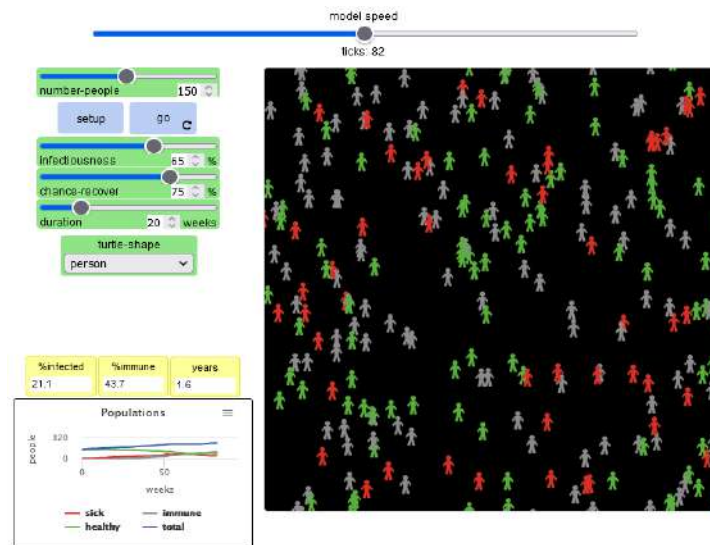 model speed
ticks: 82
number-people 150
setup go
infectiousness 65 %
chance-recover 75 %
duration 20 weeks
turtle-shape
person
%infected %immune years
21.1 43.7 1.6
Populations
people
320
0
0 50
weeks
sick immune
healthy total